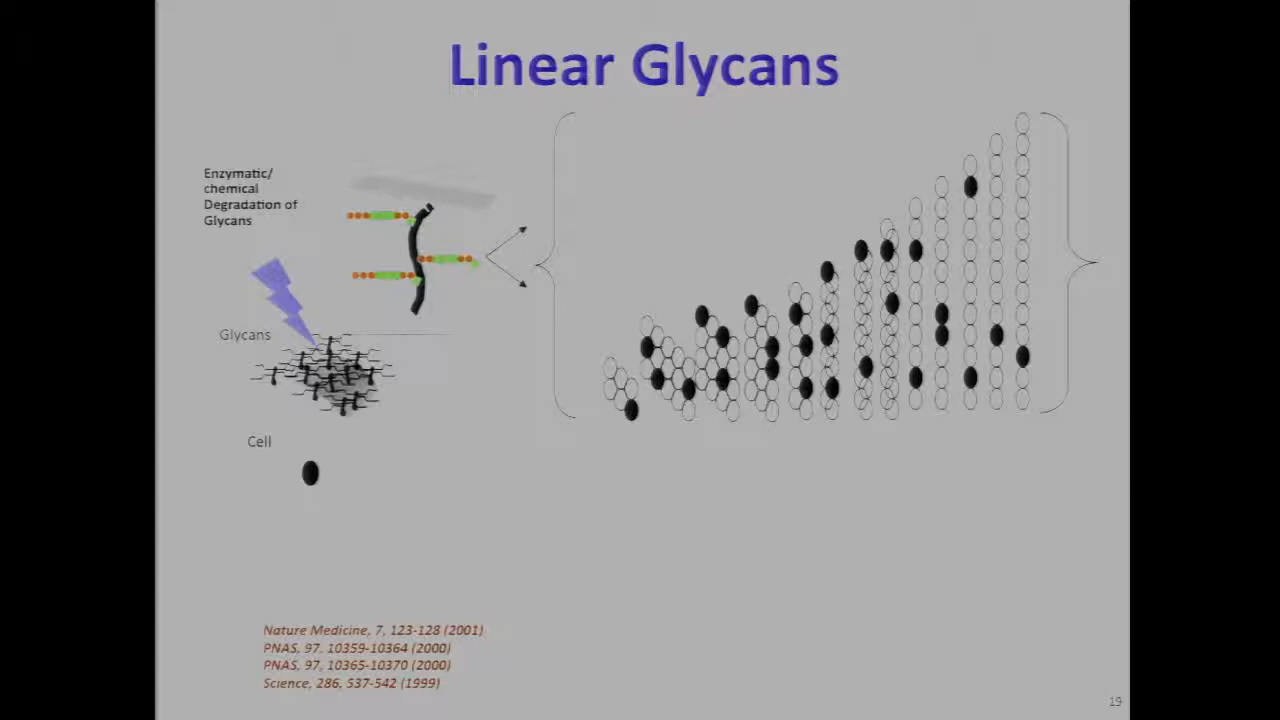 Linear Glycans
Enzymatic/
chemical
Degradation of
Glycans
Glycans
Cell
Nature Medicine, 7, 123-128 (2001)
PNAS, 97, 10359-10364 (2000)
PNAS, 97, 10365-10370 (2000)
Science, 286, 537-542 (1999)
19